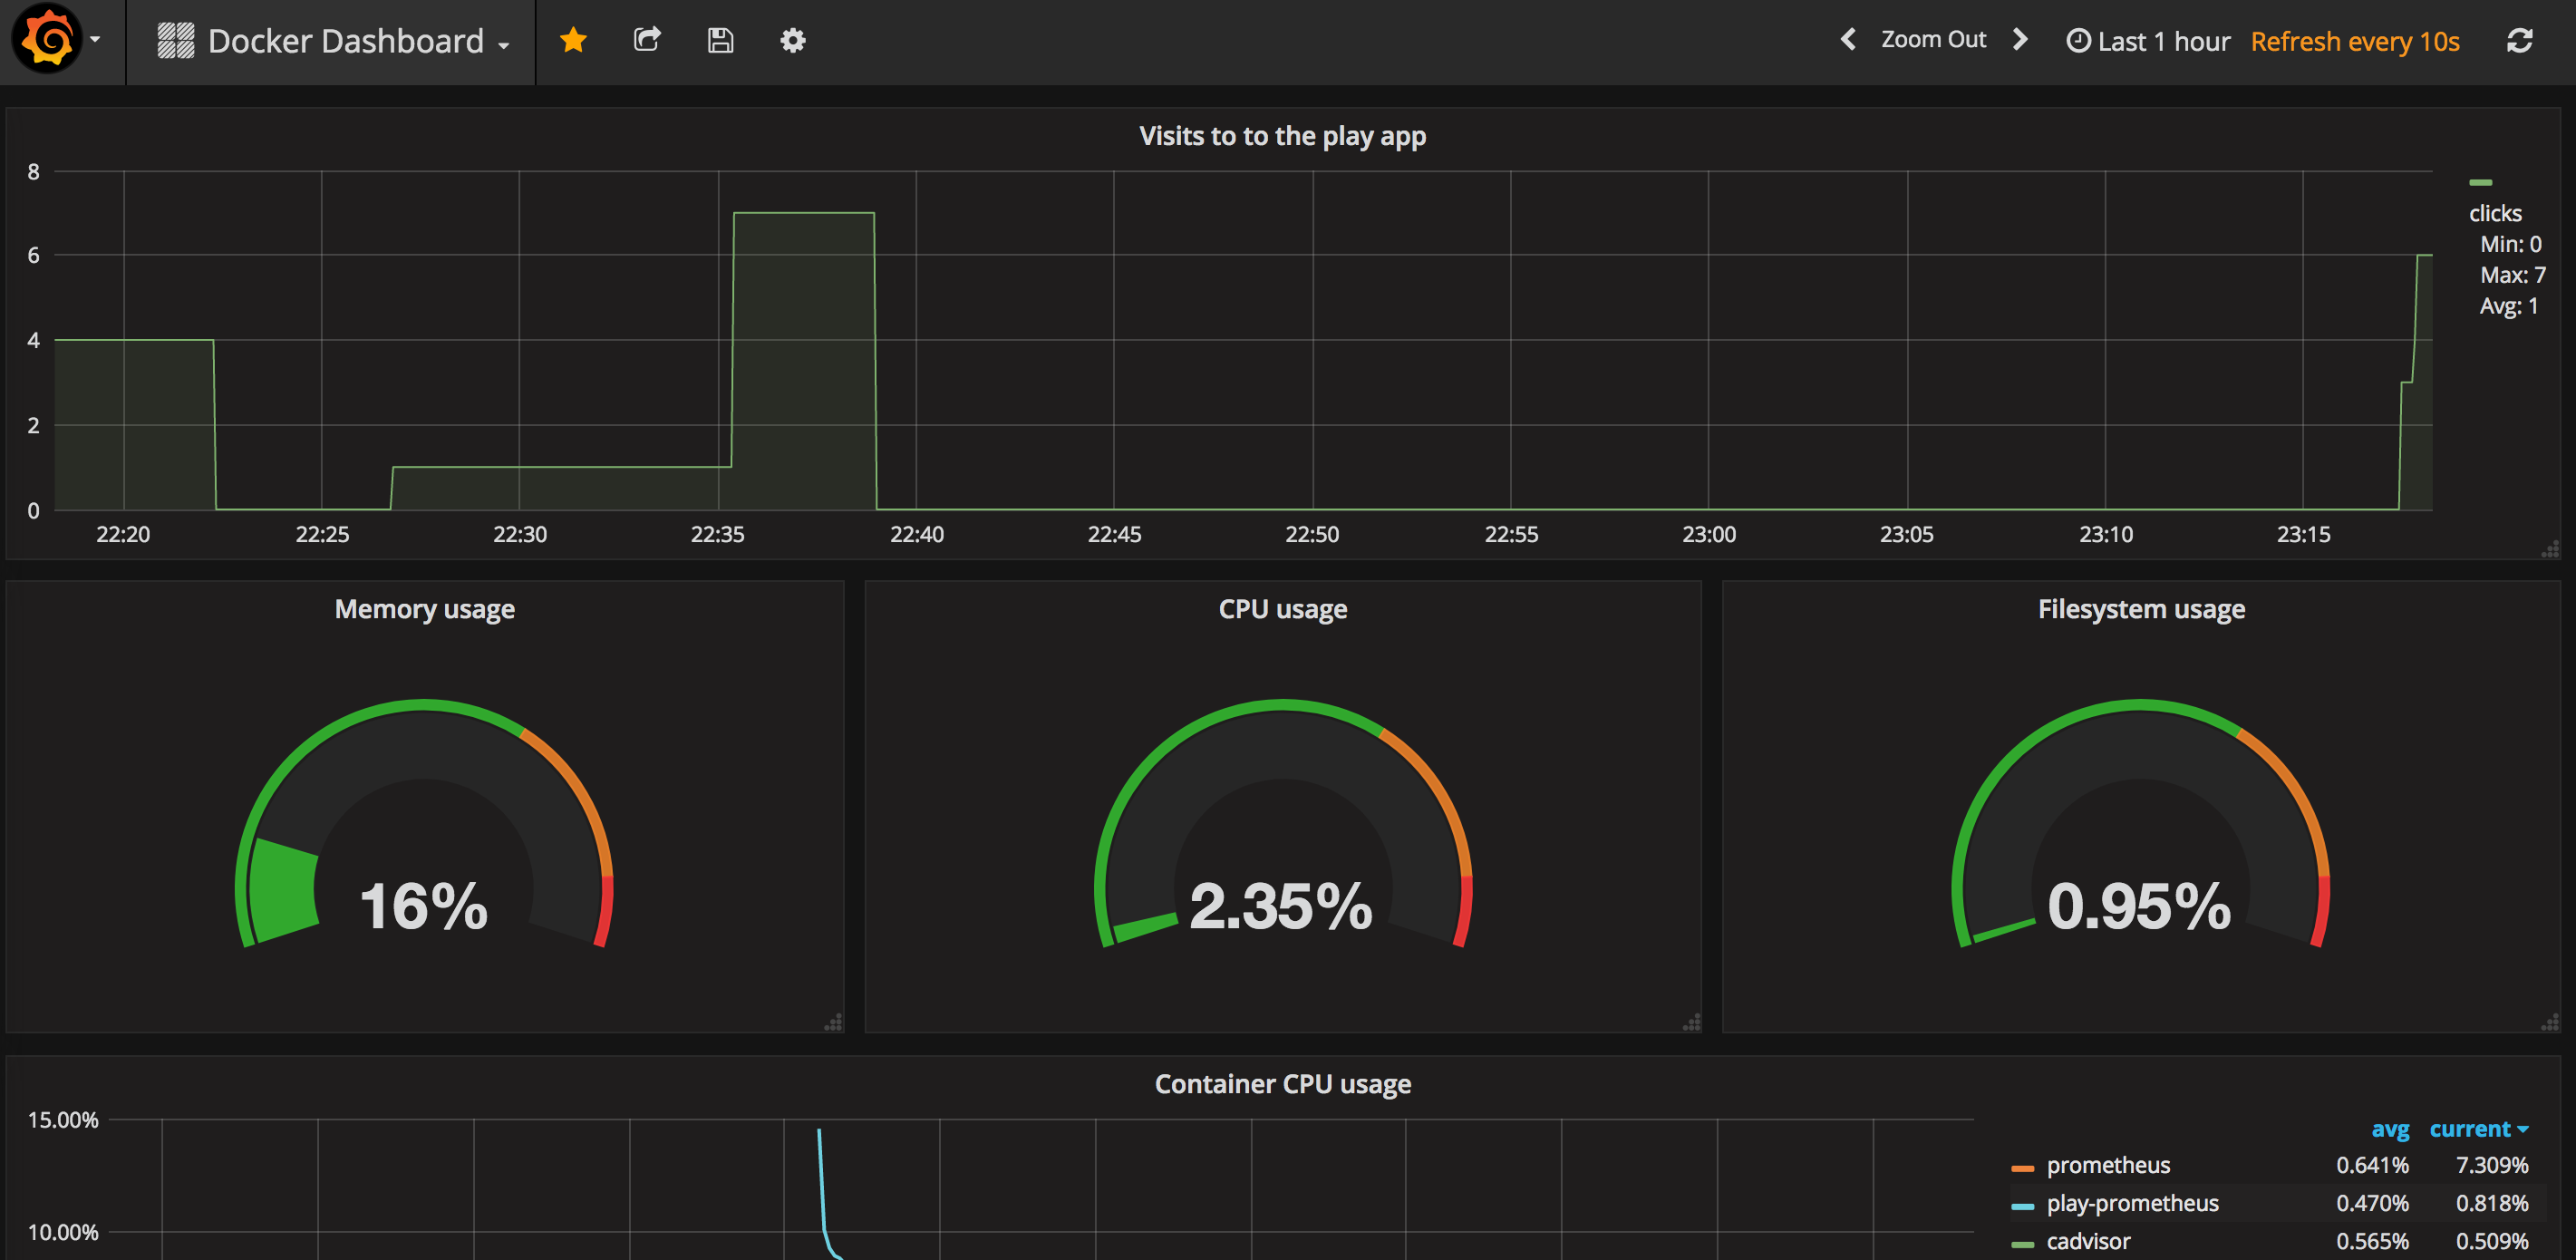 Docker Dashboard
Zoom Out
Last 1 hour
Refresh every 10s
Visits to to the play app
8
6
4
2
0
22:20 22:25 22:30 22:35 22:40 22:45 22:50 22:55 23:00 23:05 23:10 23:15
clicks
Min: 0
Max: 7
Avg: 1
Memory usage
16%
CPU usage
2.35%
Filesystem usage
0.95%
Container CPU usage
15.00%
10.00%
avg current
prometheus 0.641% 7.309%
play-prometheus 0.470% 0.818%
cadvisor 0.565% 0.509%